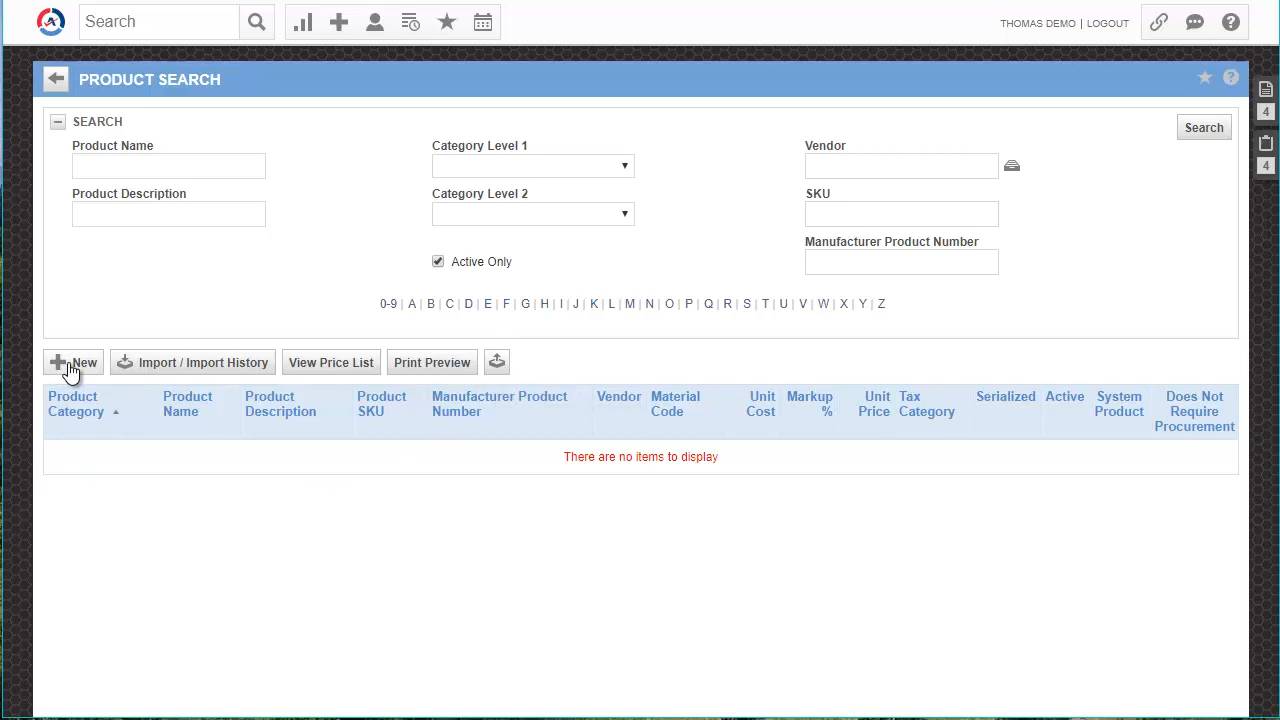 Search
THOMAS DEMO | LOGOUT
PRODUCT SEARCH
4
4
SEARCH
Search
Product Name
Category Level 1
Vendor
Product Description
Category Level 2
SKU
Manufacturer Product Number
Active Only
0-9 | A | B | C | D | E | F | G | H | I | J | K | L | M | N | O | P | Q | R | S | T | U | V | W | X | Y | Z
New
Import / Import History
View Price List
Print Preview
Product Category
Product Name
Product Description
Product SKU
Manufacturer Product Number
Vendor
Material Code
Unit Cost
Markup %
Unit Price
Tax Category
Serialized
Active
System Product
Does Not Require Procurement
There are no items to display